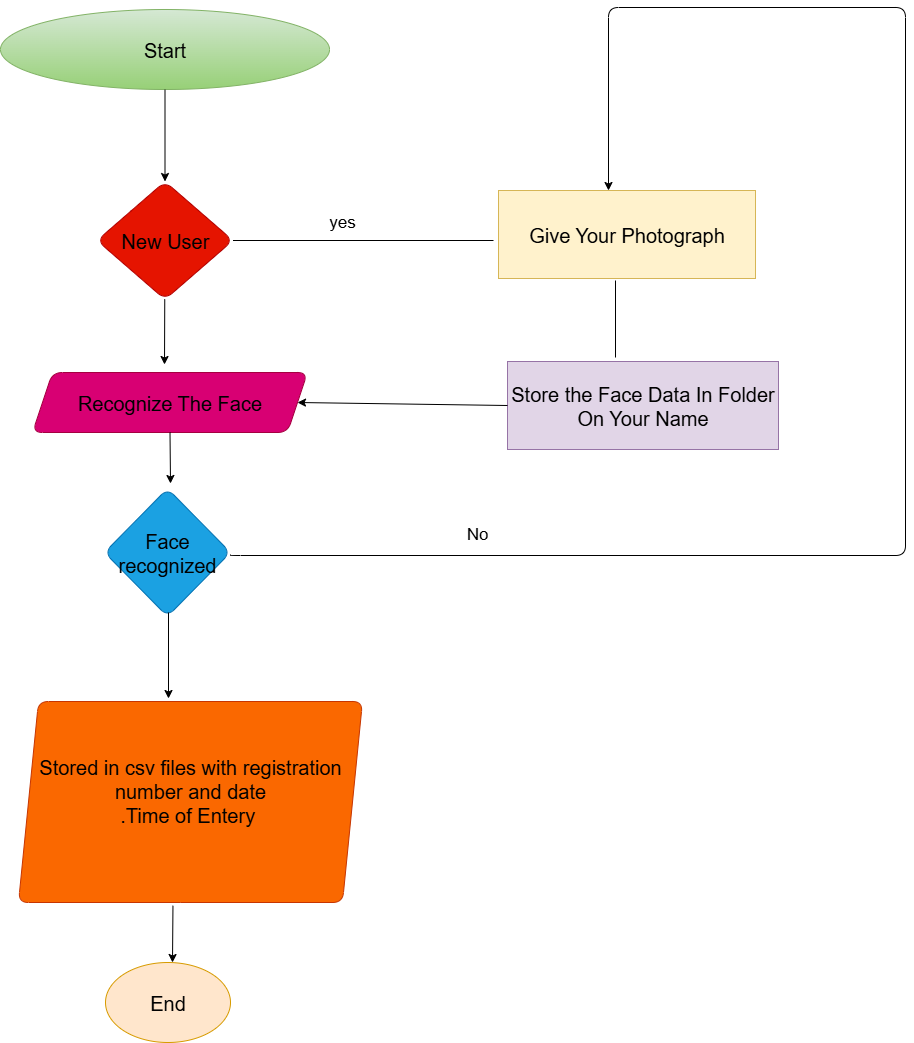 Start
New User
yes
Give Your Photograph
Recognize The Face
Store the Face Data In Folder
On Your Name
Face
recognized
No
Stored in csv files with registration
number and date
.Time of Entery
End